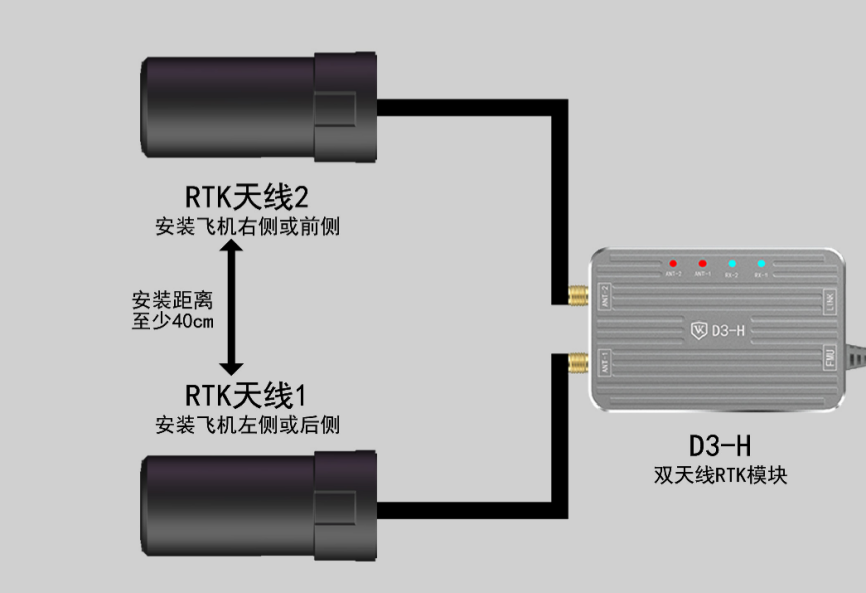 RTK天线2
安装飞机右侧或前侧
安装距离
至少40cm
RTK天线1
安装飞机左侧或后侧
ANT-2
ANT-1
RX-2
RX-1
ANT-2
LINK
VK
D3-H
ANT-1
FMU
D3-H
双天线RTK模块